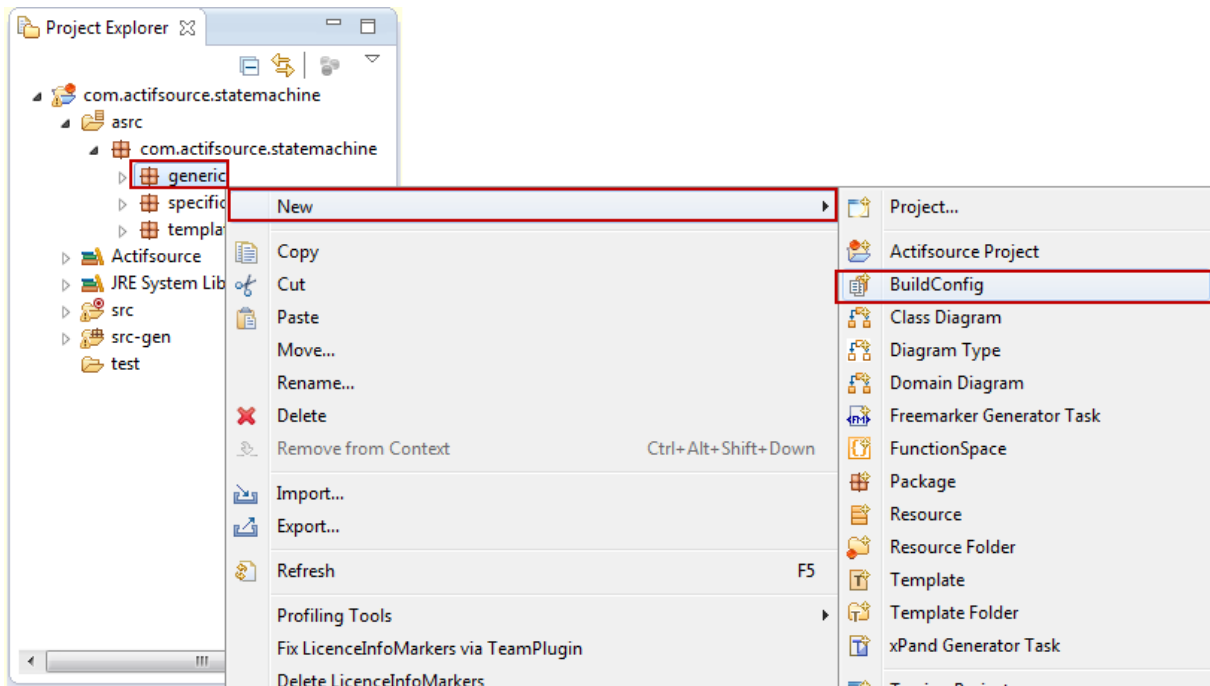 Project Explorer
com.actifsource.statemachine
asrc
com.actifsource.statemachine
generic
specific
Actifsource
JRE System Lib
src
src-gen
test
New
Copy
Cut
Paste
Move...
Rename...
Delete
Remove from Context Ctrl+Alt+Shift+Down
Import...
Export...
Refresh F5
Profiling Tools
Fix LicenceInfoMarkers via TeamPlugin
Delete LicenceInfoMarkers
Project...
Actifsource Project
BuildConfig
Class Diagram
Diagram Type
Domain Diagram
Freemarker Generator Task
FunctionSpace
Package
Resource
Resource Folder
Template
Template Folder
xPand Generator Task